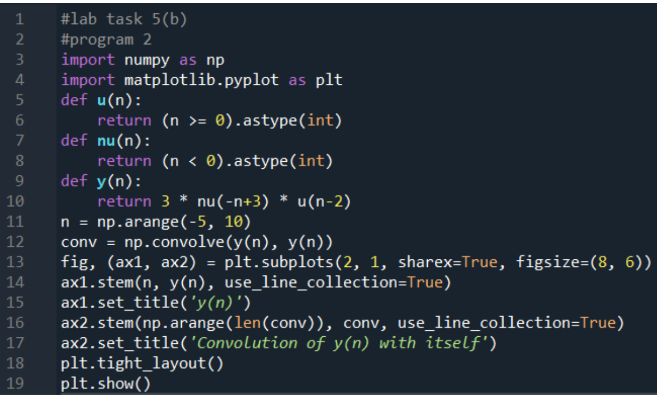 1 #lab task 5(b)
2 #program 2
3 import numpy as np
4 import matplotlib.pyplot as plt
5 def u(n):
6     return (n >= 0).astype(int)
7 def nu(n):
8     return (n < 0).astype(int)
9 def y(n):
10     return 3 * nu(-n+3) * u(n-2)
11 n = np.arange(-5, 10)
12 conv = np.convolve(y(n), y(n))
13 fig, (ax1, ax2) = plt.subplots(2, 1, sharex=True, figsize=(8, 6))
14 ax1.stem(n, y(n), use_line_collection=True)
15 ax1.set_title('y(n)')
16 ax2.stem(np.arange(len(conv)), conv, use_line_collection=True)
17 ax2.set_title('Convolution of y(n) with itself')
18 plt.tight_layout()
19 plt.show()